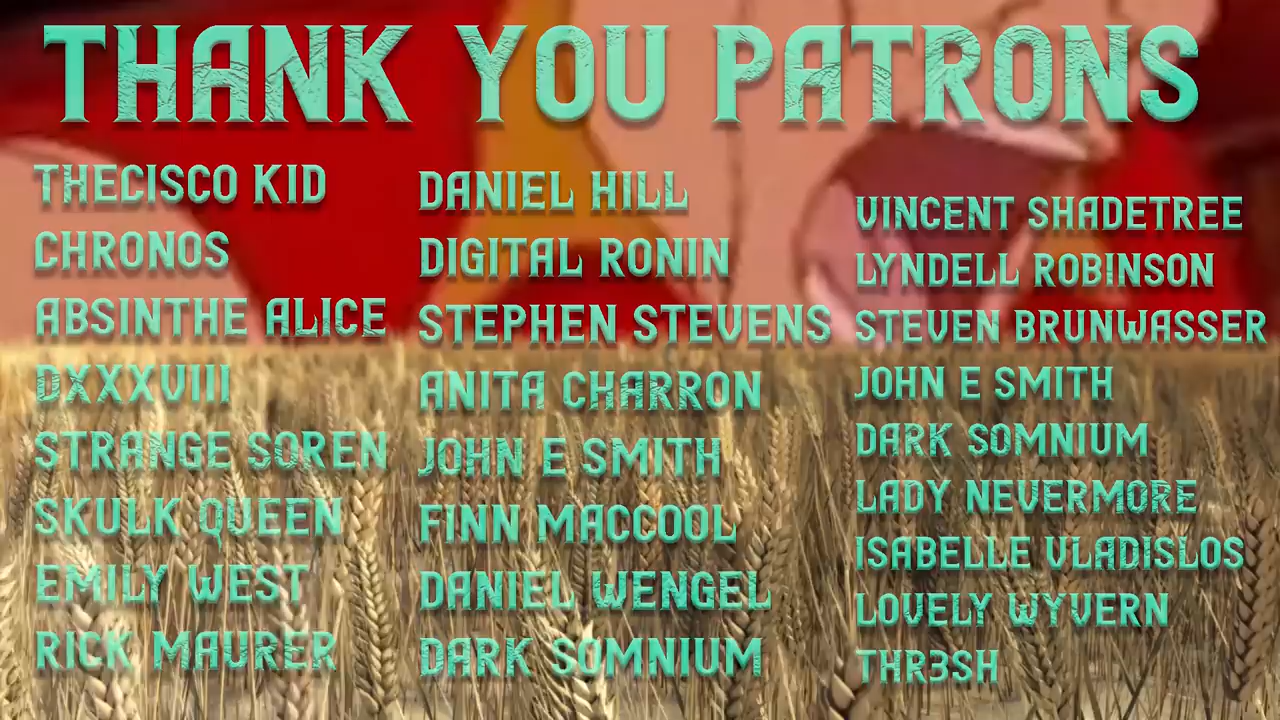 THANK YOU PATRONS
THECISCO KID
CHRONOS
ABSINTHE ALICE
DXXXVIII
STRANGE SOREN
SKULK QUEEN
EMILY WEST
RICK MAURER
DANIEL HILL
DIGITAL RONIN
STEPHEN STEVENS
ANITA CHARRON
JOHN E SMITH
FINN MACCOOL
DANIEL WENGEL
DARK SOMNIUM
VINCENT SHADETREE
LYNDELL ROBINSON
STEVEN BRUNWASSER
JOHN E SMITH
DARK SOMNIUM
LADY NEVERMORE
ISABELLE VLADISLOS
LOVELY WYVERN
THR3SH